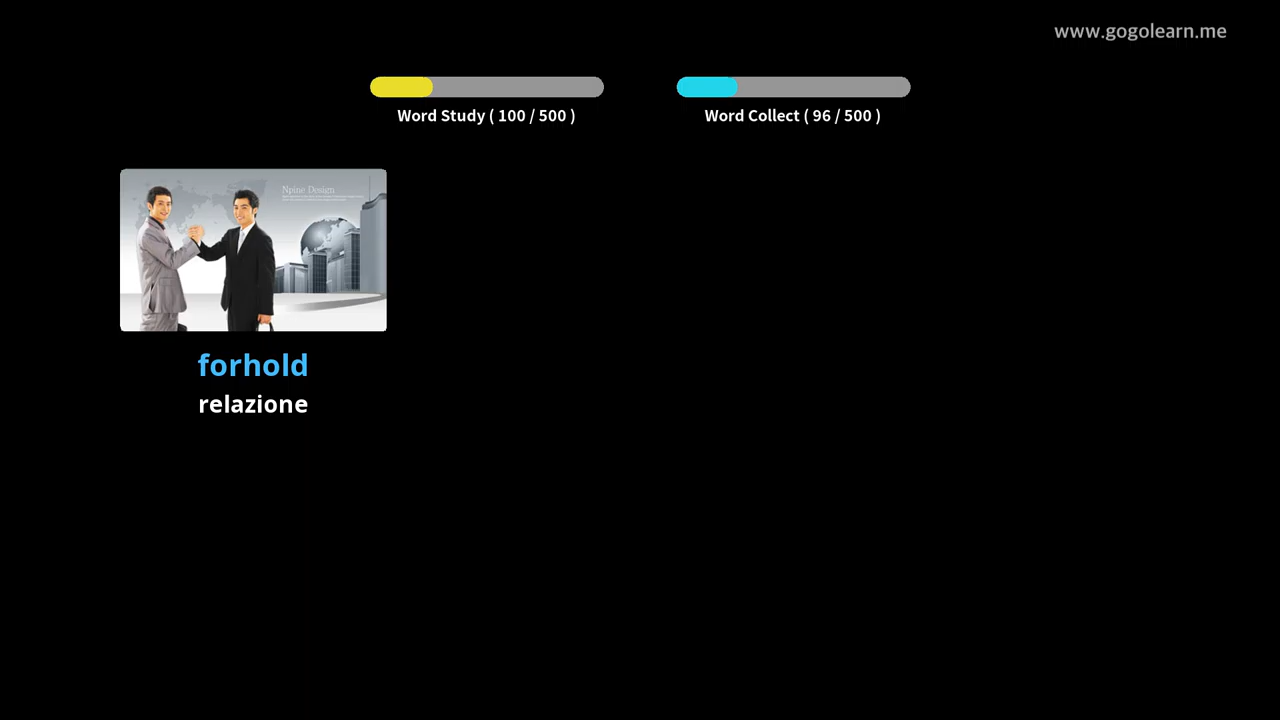 www.gogolearn.me
Word Study ( 100 / 500 )
Word Collect ( 96 / 500 )
Npine Design
forhold
relazione